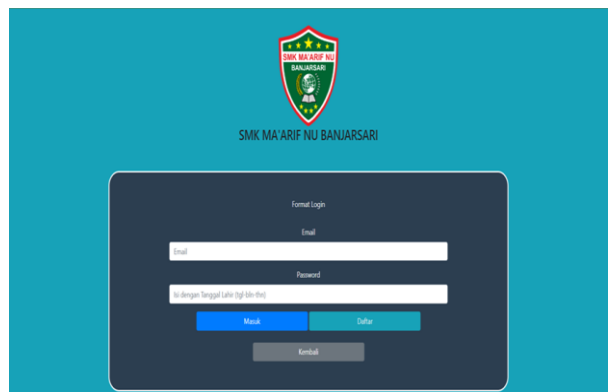 SMK MA'ARIF NU
BANJARSARI
SMK MA'ARIF NU BANJARSARI
Format Login
Email
Email
Password
Isi dengan Tanggal Lahir (tgl-bln-thn)
Masuk
Daftar
Kembali